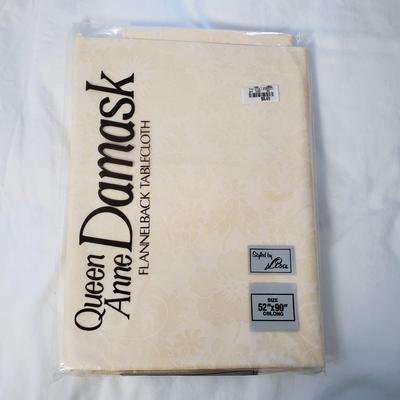 Queen
Anne Damask
FLANNELBACK TABLECLOTH
Styled by
SIZE
52"x90"
OBLONG